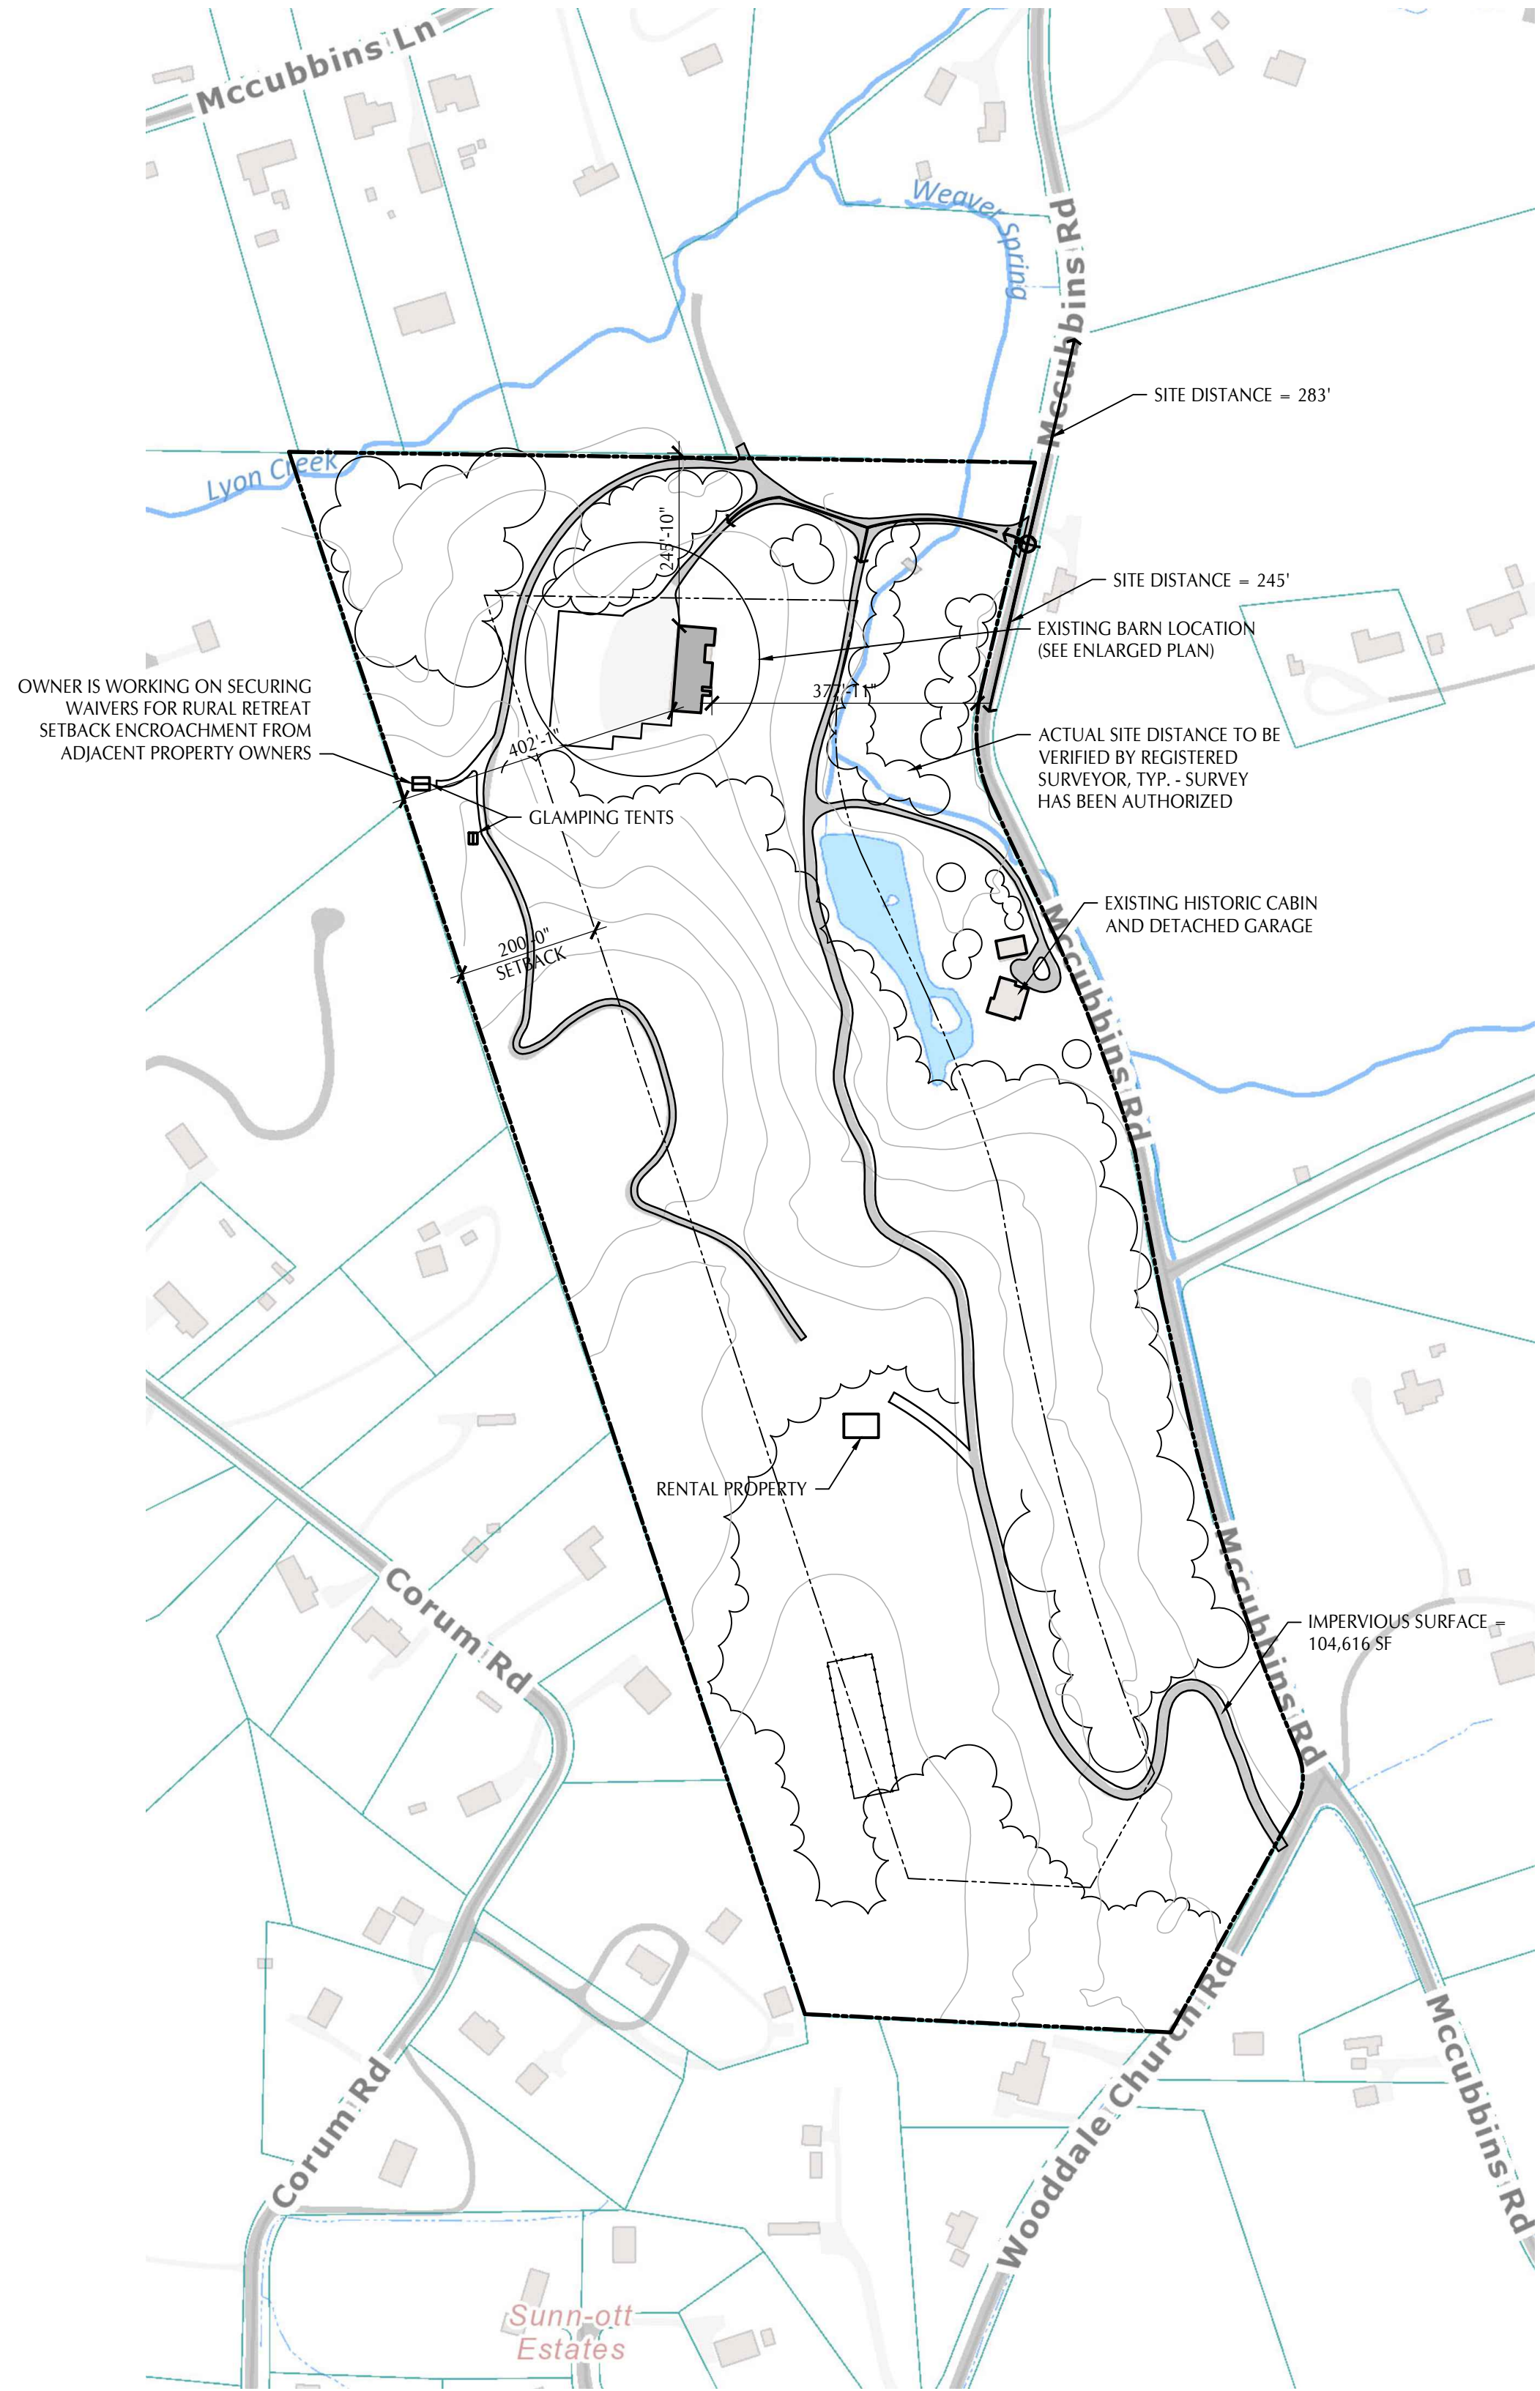 Mccubbins Ln
Weaver Spring
Mccubbins Rd
SITE DISTANCE = 283'
Lyon Creek
245'-10"
SITE DISTANCE = 245'
EXISTING BARN LOCATION
(SEE ENLARGED PLAN)
OWNER IS WORKING ON SECURING
WAIVERS FOR RURAL RETREAT
SETBACK ENCROACHMENT FROM
ADJACENT PROPERTY OWNERS
377'-11"
402'-1"
ACTUAL SITE DISTANCE TO BE
VERIFIED BY REGISTERED
SURVEYOR, TYP. - SURVEY
HAS BEEN AUTHORIZED
GLAMPING TENTS
EXISTING HISTORIC CABIN
AND DETACHED GARAGE
200'-0"
SETBACK
Mccubbins Rd
Mccubbins
RENTAL PROPERTY
Corum Rd
Mccubbins Rd
IMPERVIOUS SURFACE =
104,616 SF
Corum Rd
Wooddale Church Rd
Mccubbins Rd
Sunn-ott
Estates